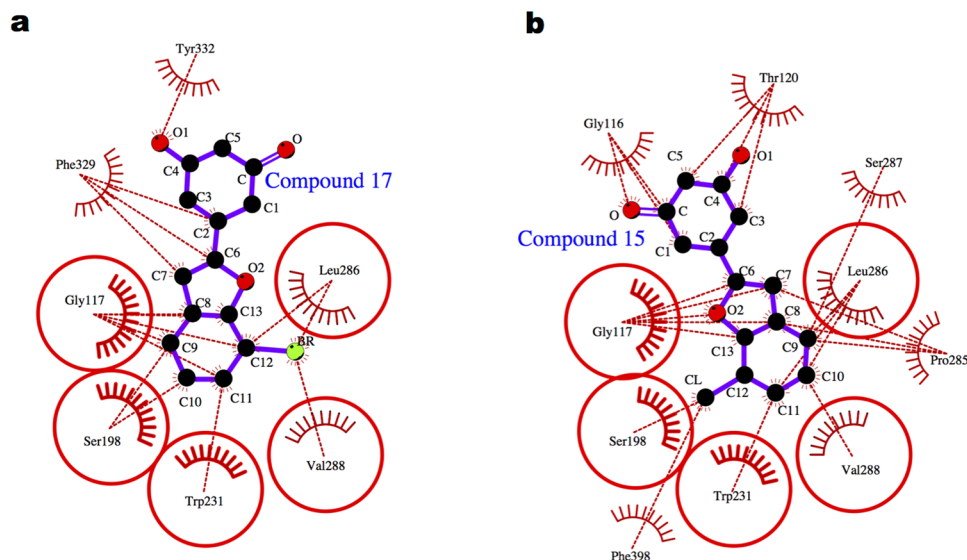 a
Tyr332
O1
C5
O
C4
C
Phe329
Compound 17
C3
C1
C2
C6
C7
O2
Leu286
Gly117
C8
C13
BR
C9
C12
C10
C11
Ser198
Val288
Trp231
b
Thr120
Gly116
O1
C5
Ser287
C4
O
C
C3
Compound 15
C1
C2
C6
C7
Leu286
O2
C8
Gly117
C13
C9
Pro285
CL
C12
C10
C11
Ser198
Val288
Trp231
Phe398